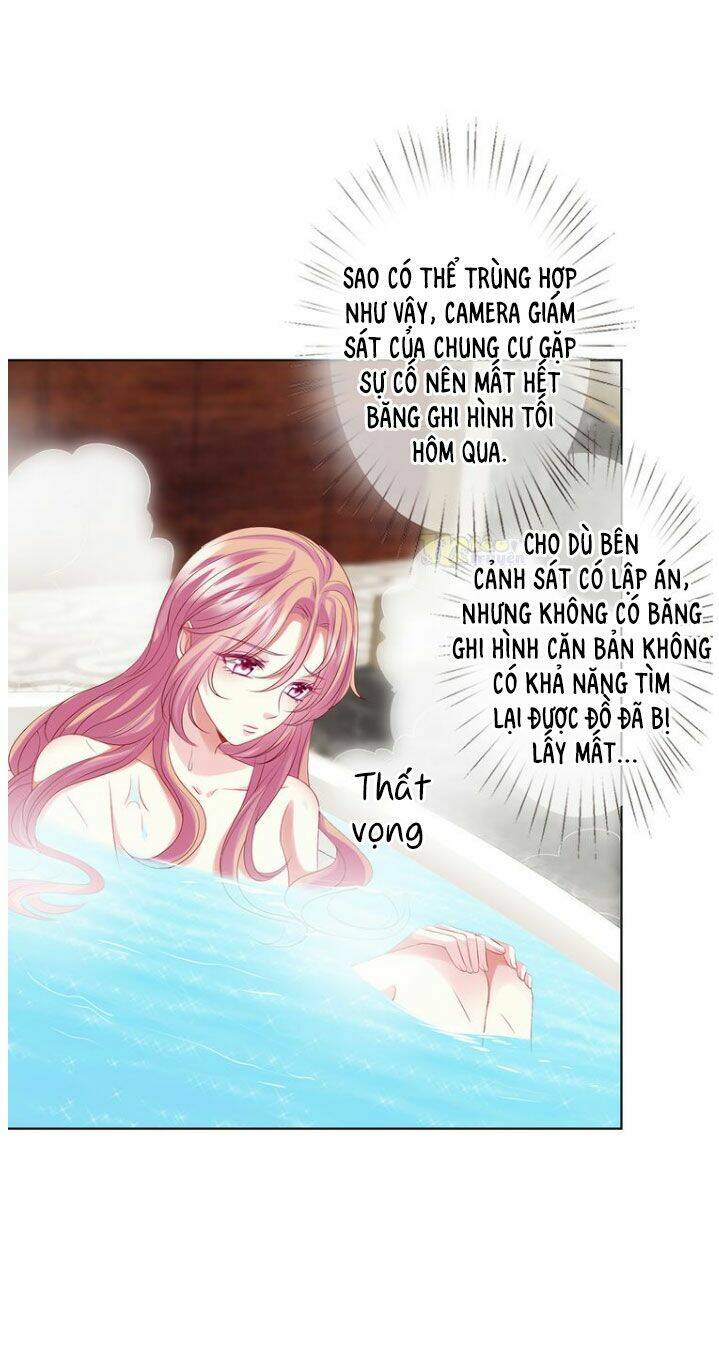 SAO CÓ THỂ TRÙNG HỢP
NHƯ VẬY, CAMERA GIÁM
SÁT CỦA CHUNG CƯ GẶP
SỰ CỐ NÊN MẤT HẾT
BĂNG GHI HÌNH TỐI
HÔM QUA.
CHO DÙ BÊN
CẢNH SÁT CÓ LẬP ÁN,
NHƯNG KHÔNG CÓ BĂNG
GHI HÌNH CĂN BẢN KHÔNG
CÓ KHẢ NĂNG TÌM
LẠI ĐƯỢC ĐỒ ĐÃ BỊ
LẤY MẤT...
Thất
vọng